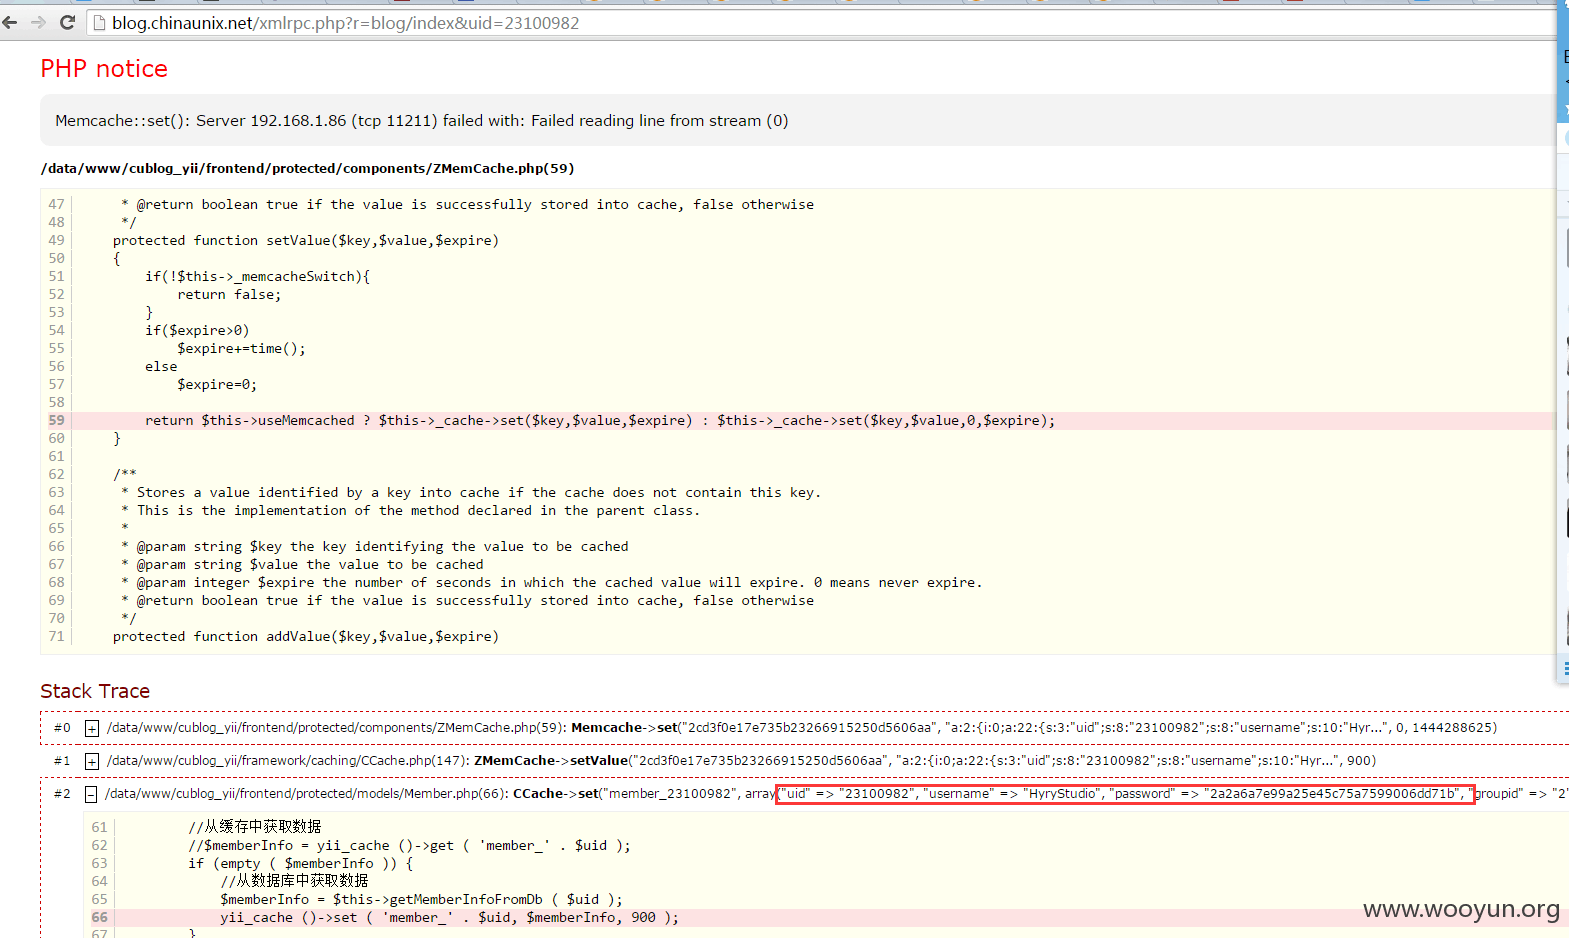 blog.chinaunix.net/xmlrpc.php?r=blog/index&uid=23100982
PHP notice
Memcache::set(): Server 192.168.1.86 (tcp 11211) failed with: Failed reading line from stream (0)
/data/www/cublog_yii/frontend/protected/components/ZMemCache.php(59)
47 * @return boolean true if the value is successfully stored into cache, false otherwise
48 */
49 protected function setValue($key,$value,$expire)
50 {
51 if(!$this->_memcacheSwitch){
52 return false;
53 }
54 if($expire>0)
55 $expire+=time();
56 else
57 $expire=0;
58
59 return $this->useMemcached ? $this->_cache->set($key,$value,$expire) : $this->_cache->set($key,$value,0,$expire);
60 }
61
62 /**
63 * Stores a value identified by a key into cache if the cache does not contain this key.
64 * This is the implementation of the method declared in the parent class.
65 *
66 * @param string $key the key identifying the value to be cached
67 * @param string $value the value to be cached
68 * @param integer $expire the number of seconds in which the cached value will expire. 0 means never expire.
69 * @return boolean true if the value is successfully stored into cache, false otherwise
70 */
71 protected function addValue($key,$value,$expire)
Stack Trace
#0 + /data/www/cublog_yii/frontend/protected/components/ZMemCache.php(59): Memcache->set("2cd3f0e17e735b23266915250d5606aa", "a:2:{i:0;a:22:{s:3:"uid";s:8:"23100982";s:8:"username";s:10:"Hyr...", 0, 1444288625)
#1 + /data/www/cublog_yii/framework/caching/CCache.php(147): ZMemCache->setValue("2cd3f0e17e735b23266915250d5606aa", "a:2:{i:0;a:22:{s:3:"uid";s:8:"23100982";s:8:"username";s:10:"Hyr...", 900)
#2 - /data/www/cublog_yii/frontend/protected/models/Member.php(66): CCache->set("member_23100982", array("uid" => "23100982", "username" => "HyryStudio", "password" => "2a2a6a7e99a25e45c75a7599006dd71b", "groupid" => "2"
61 //从缓存中获取数据
62 //$memberInfo = yii_cache ()->get ( 'member_' . $uid );
63 if (empty ( $memberInfo )) {
64 //从数据库中获取数据
65 $memberInfo = $this->getMemberInfoFromDb ( $uid );
66 yii_cache ()->set ( 'member_' . $uid, $memberInfo, 900 );
67 }
www.wooyun.org